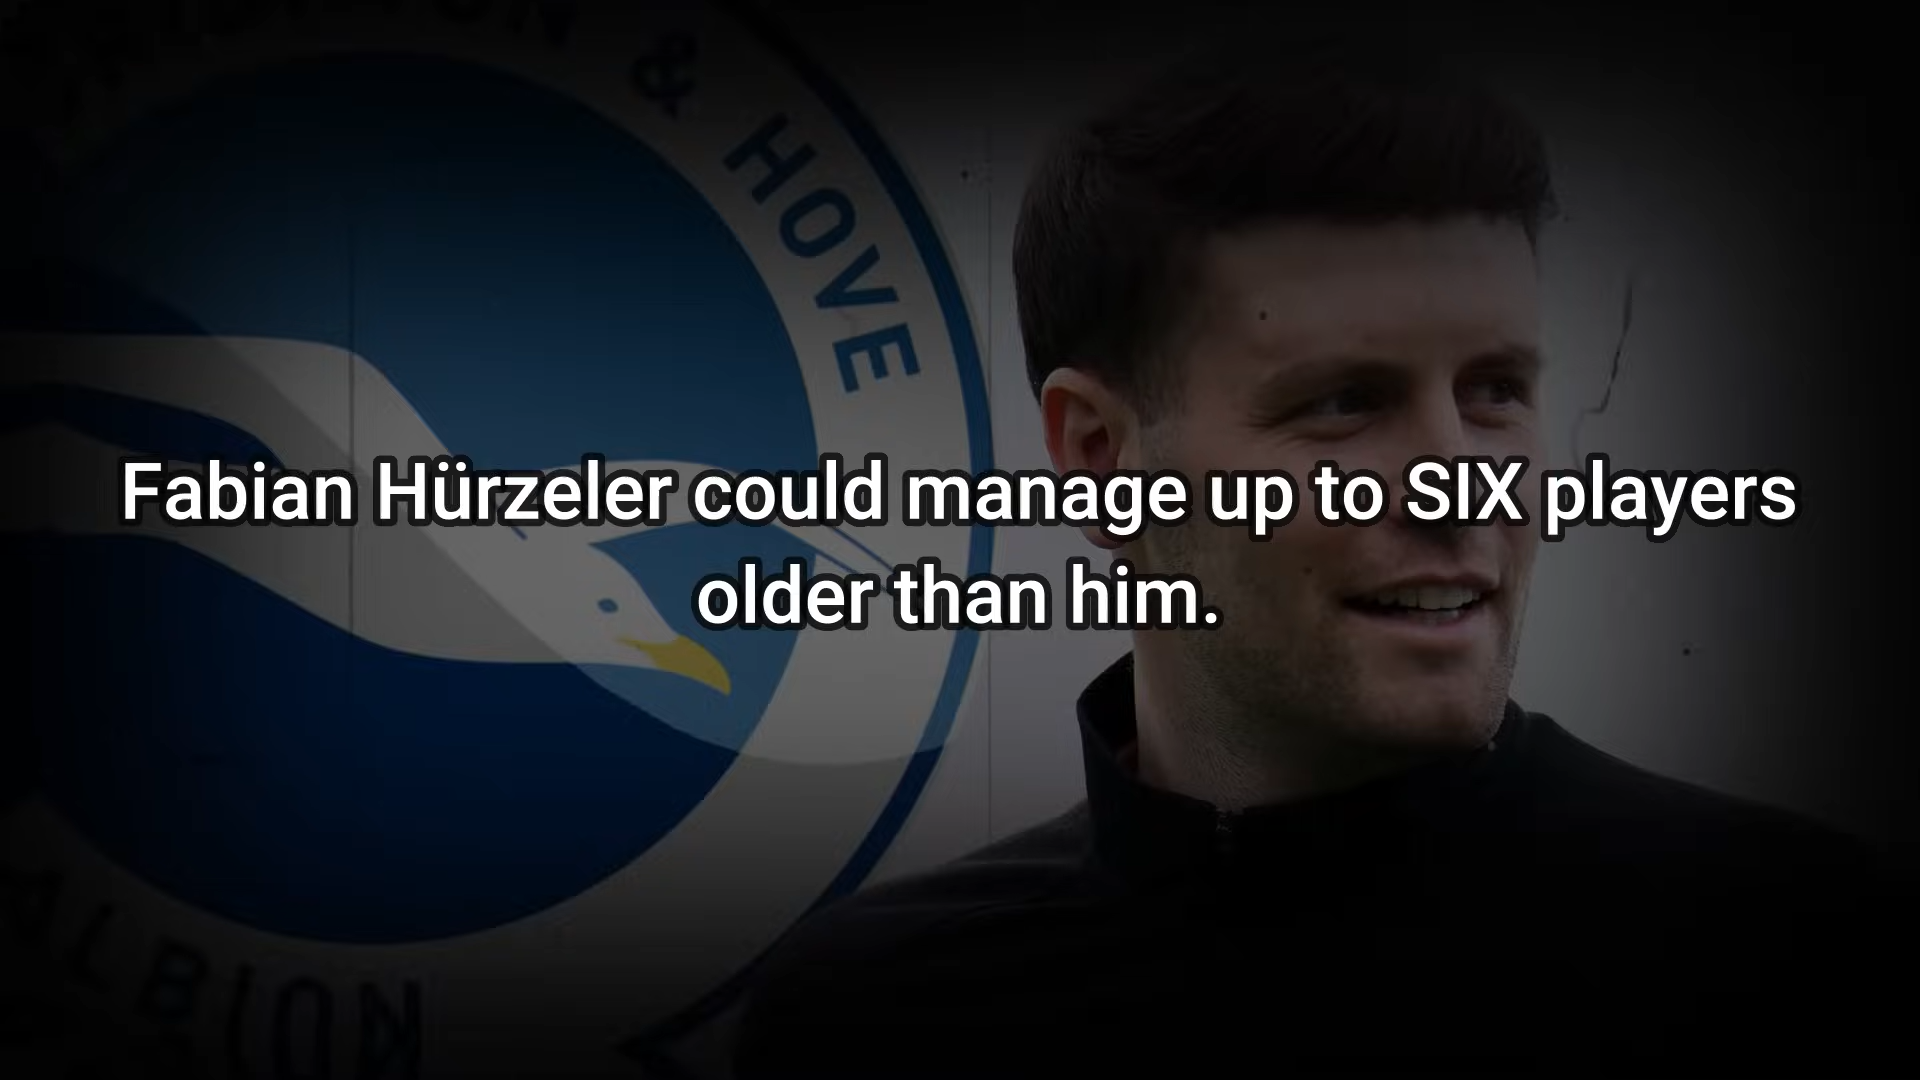 & HOVE
Fabian Hürzeler could manage up to SIX players
older than him.
ALBION